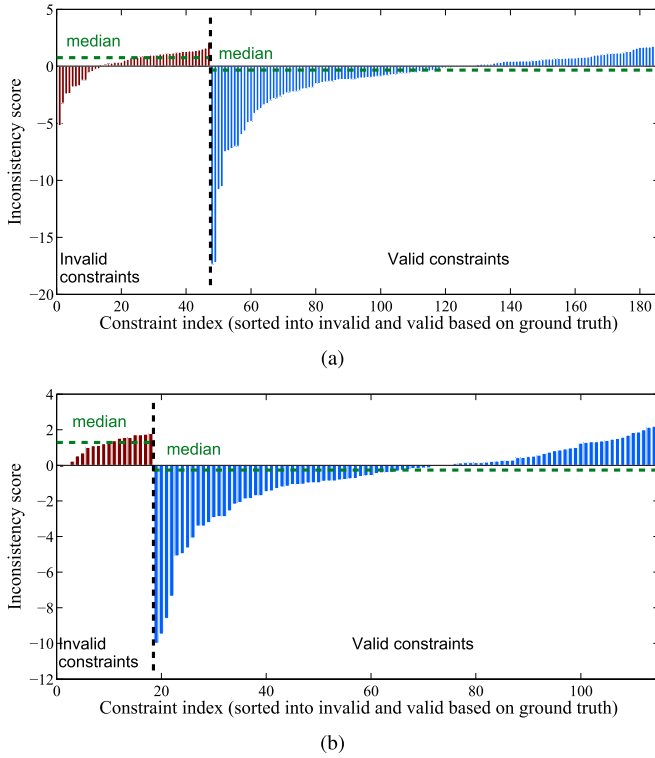 5
median
median
0
Inconsistency score
−5
−10
−15
Invalid
constraints
Valid constraints
−20
0 20 40 60 80 100 120 140 160 180
Constraint index (sorted into invalid and valid based on ground truth)
(a)
4
median
2
median
0
Inconsistency score
−2
−4
−6
−8
−10
Invalid
constraints
Valid constraints
−12
0 20 40 60 80 100
Constraint index (sorted into invalid and valid based on ground truth)
(b)